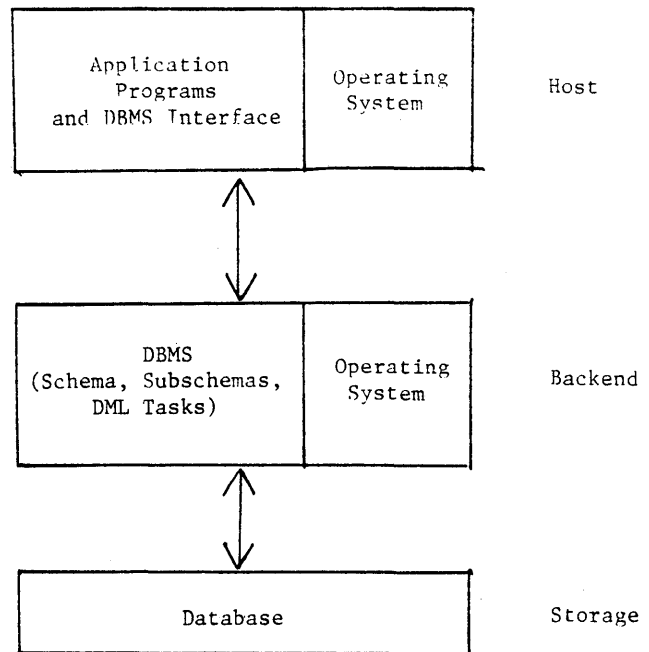 Application
Programs
and DBMS Interface
Operating
System
Host
DBMS
(Schema, Subschemas,
DML Tasks)
Operating
System
Backend
Database
Storage